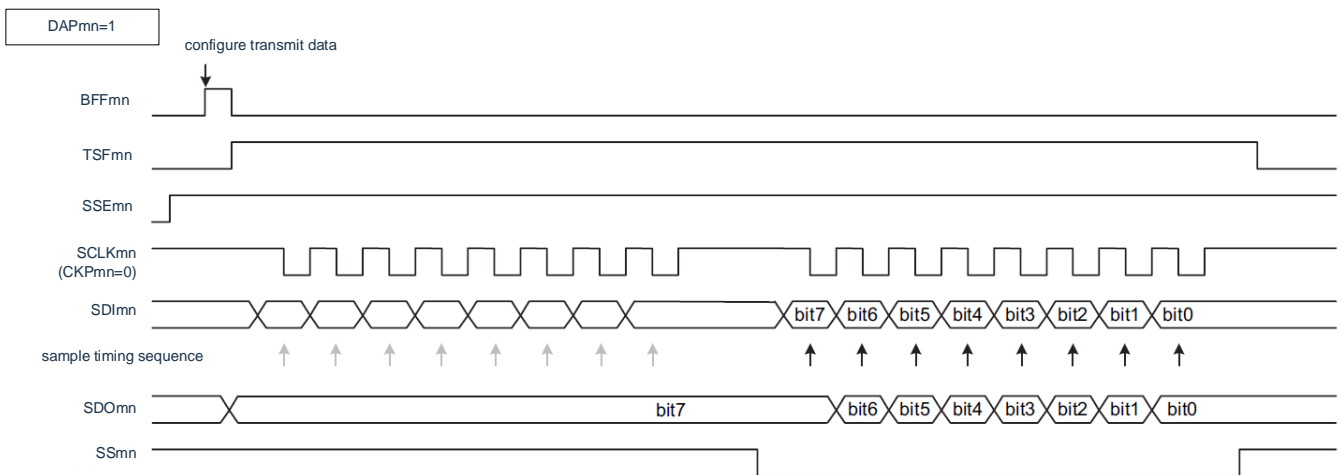 DAPmn=1
configure transmit data
BFFmn
TSFmn
SSEmn
SCLKmn
(CKPmn=0)
SDImn
bit7 bit6 bit5 bit4 bit3 bit2 bit1 bit0
sample timing sequence
SDOmn
bit7 bit6 bit5 bit4 bit3 bit2 bit1 bit0
SSmn